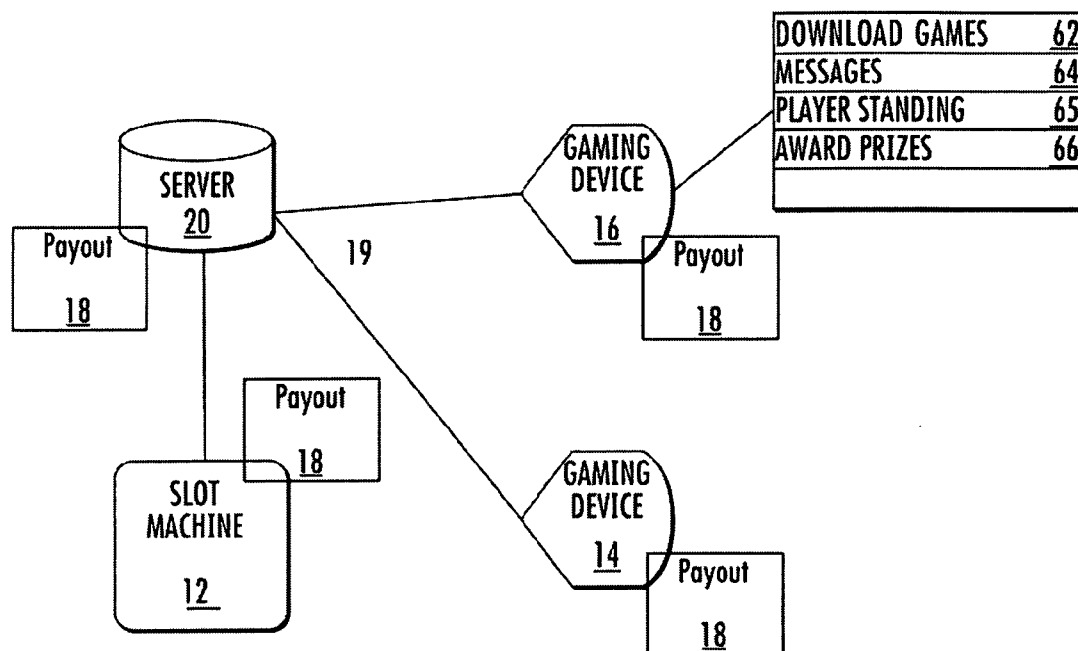 DOWNLOAD GAMES 62
MESSAGES 64
PLAYER STANDING 65
AWARD PRIZES 66
SERVER
20
GAMING
DEVICE
16
Payout
18
19
Payout
18
Payout
18
SLOT
MACHINE
12
GAMING
DEVICE
14
Payout
18